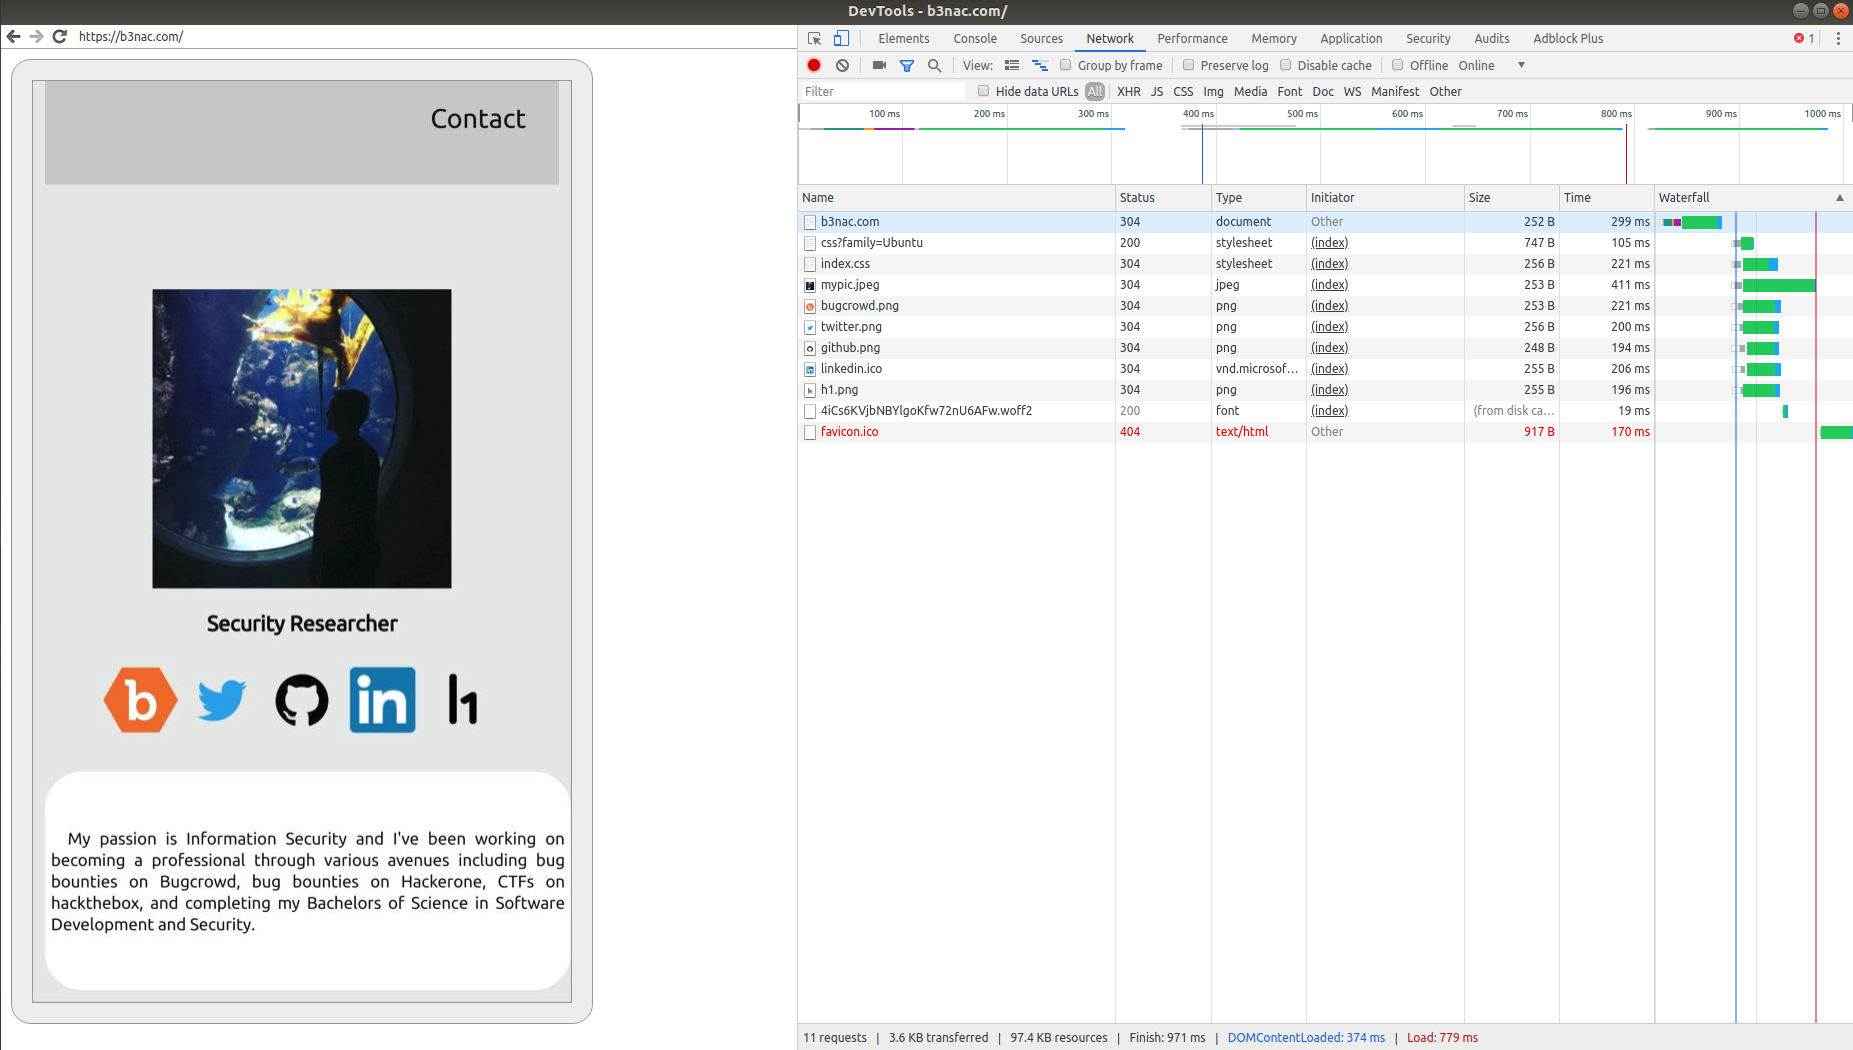 DevTools - b3nac.com/
https://b3nac.com/
Contact
Security Researcher
b
in
h1
My passion is Information Security and I've been working on
becoming a professional through various avenues including bug
bounties on Bugcrowd, bug bounties on Hackerone, CTFs on
hackthebox, and completing my Bachelors of Science in Software
Development and Security.
Elements Console Sources Network Performance Memory Application Security Audits Adblock Plus 1
View: Group by frame Preserve log Disable cache Offline Online
Filter Hide data URLs All XHR JS CSS Img Media Font Doc WS Manifest Other
100 ms 200 ms 300 ms 400 ms 500 ms 600 ms 700 ms 800 ms 900 ms 1000 ms
Name Status Type Initiator Size Time Waterfall
b3nac.com 304 document Other 252 B 299 ms
css?family=Ubuntu 200 stylesheet (index) 747 B 105 ms
index.css 304 stylesheet (index) 256 B 221 ms
mypic.jpeg 304 jpeg (index) 253 B 411 ms
bugcrowd.png 304 png (index) 253 B 221 ms
twitter.png 304 png (index) 256 B 200 ms
github.png 304 png (index) 248 B 194 ms
linkedin.ico 304 vnd.microsof... (index) 255 B 206 ms
h1.png 304 png (index) 255 B 196 ms
4iCs6KVjbNBYlgoKfw72nU6AFw.woff2 200 font (index) (from disk ca... 19 ms
favicon.ico 404 text/html Other 917 B 170 ms
11 requests | 3.6 KB transferred | 97.4 KB resources | Finish: 971 ms | DOMContentLoaded: 374 ms | Load: 779 ms